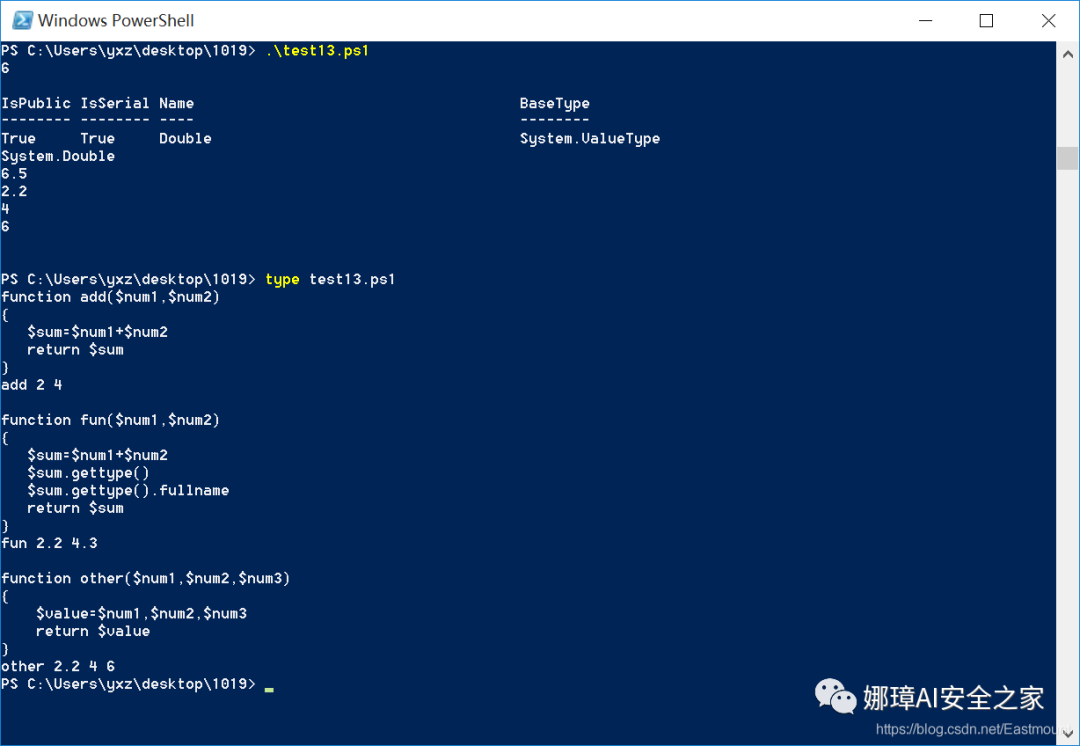 Windows PowerShell
PS C:\Users\yxz\desktop\1019> .\test13.ps1
6
IsPublic IsSerial Name                                     BaseType
-------- -------- ----                                     --------
True     True     Double                                   System.ValueType
System.Double
6.5
2.2
4
6
PS C:\Users\yxz\desktop\1019> type test13.ps1
function add($num1,$num2)
{
   $sum=$num1+$num2
   return $sum
}
add 2 4
function fun($num1,$num2)
{
   $sum=$num1+$num2
   $sum.gettype()
   $sum.gettype().fullname
   return $sum
}
fun 2.2 4.3
function other($num1,$num2,$num3)
{
    $value=$num1,$num2,$num3
    return $value
}
other 2.2 4 6
PS C:\Users\yxz\desktop\1019>
娜璋AI安全之家
https://blog.csdn.net/Eastmou